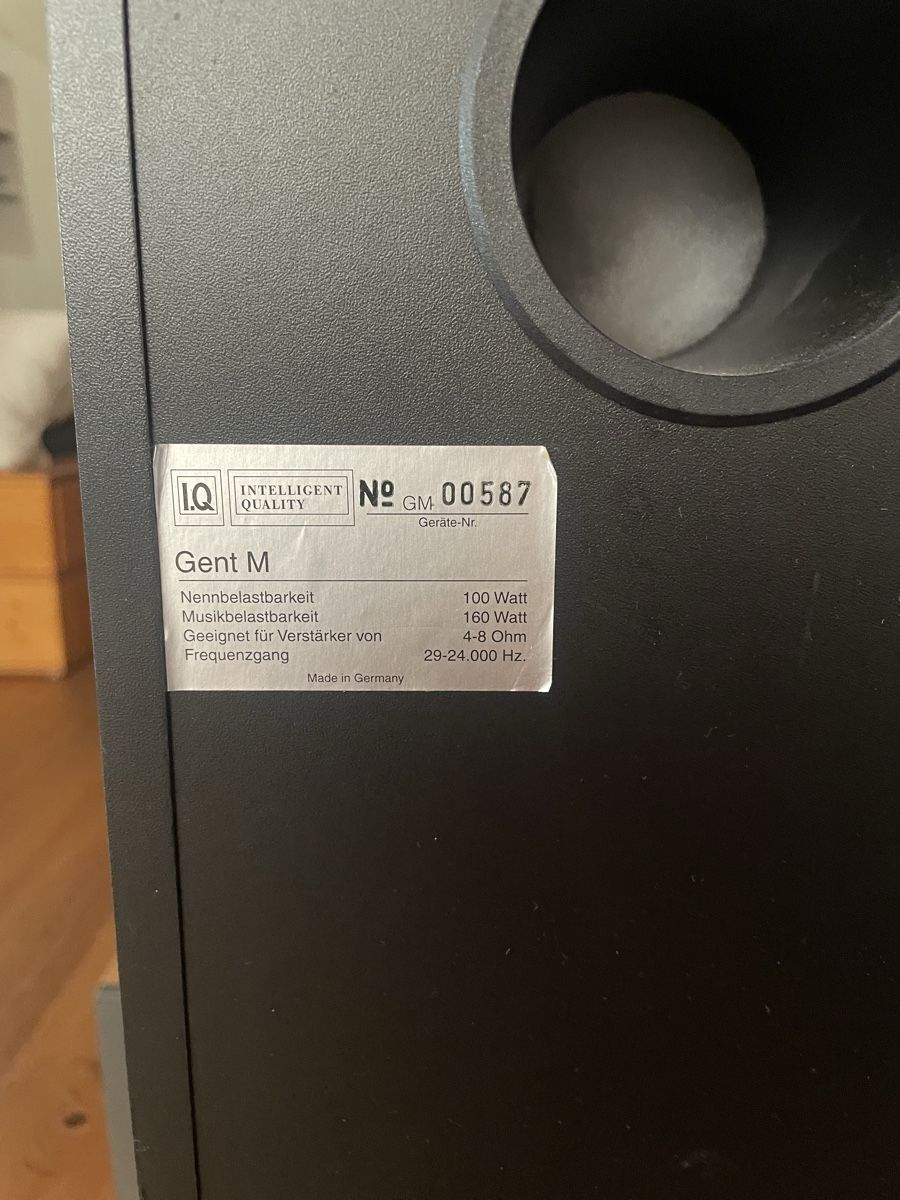 I.Q INTELLIGENT QUALITY Nº GM 00587
Geräte-Nr.
Gent M
Nennbelastbarkeit 100 Watt
Musikbelastbarkeit 160 Watt
Geeignet für Verstärker von 4-8 Ohm
Frequenzgang 29-24.000 Hz.
Made in Germany